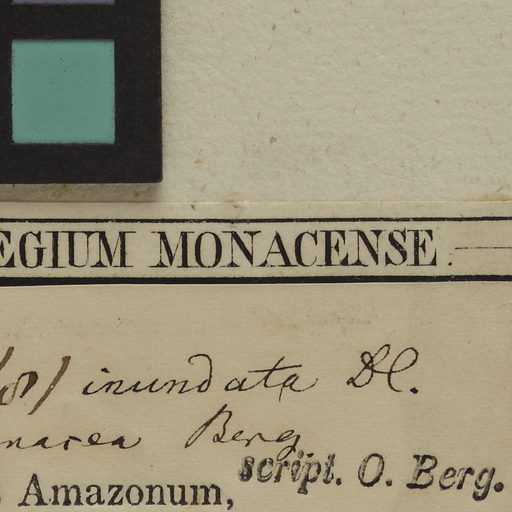 EGIUM MONACENSE.
inundata DC.
Berg
script. O. Berg.
Amazonum,